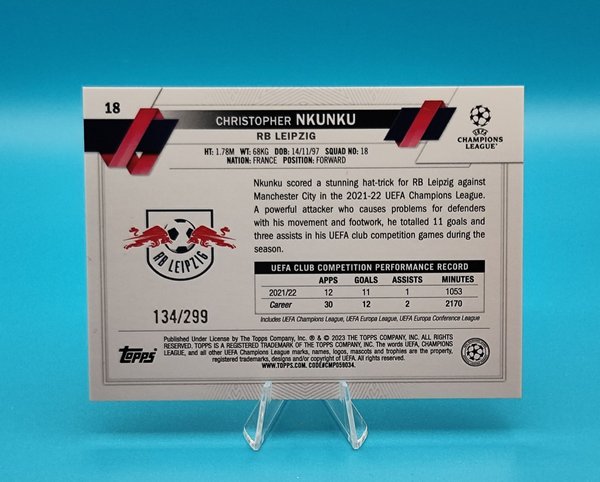 18
CHRISTOPHER NKUNKU
RB LEIPZIG
HT: 1.78M WT: 68KG DOB: 14/11/97 SQUAD NO: 18
NATION: FRANCE POSITION: FORWARD
UEFA
CHAMPIONS
LEAGUE
Nkunku scored a stunning hat-trick for RB Leipzig against
Manchester City in the 2021-22 UEFA Champions League.
A powerful attacker who causes problems for defenders
with his movement and footwork, he totalled 11 goals and
three assists in his UEFA club competition games during the
season.
RB LEIPZIG
134/299
UEFA CLUB COMPETITION PERFORMANCE RECORD
APPS GOALS ASSISTS MINUTES
2021/22 12 11 1 1053
Career 30 12 2 2170
Includes UEFA Champions League, UEFA Europa League, UEFA Europa Conference League
Topps
Published Under License by The Topps Company, Inc. ® & © 2023 THE TOPPS COMPANY, INC. ALL RIGHTS
RESERVED. TOPPS IS A REGISTERED TRADEMARK OF THE TOPPS COMPANY, INC. The words UEFA, CHAMPIONS
LEAGUE, and all other UEFA Champions League marks, names, logos, mascots and trophies are the property,
registered trademarks, designs and/or copyright of UEFA. All rights reserved.
WWW.TOPPS.COM. CODE#CMP059034.